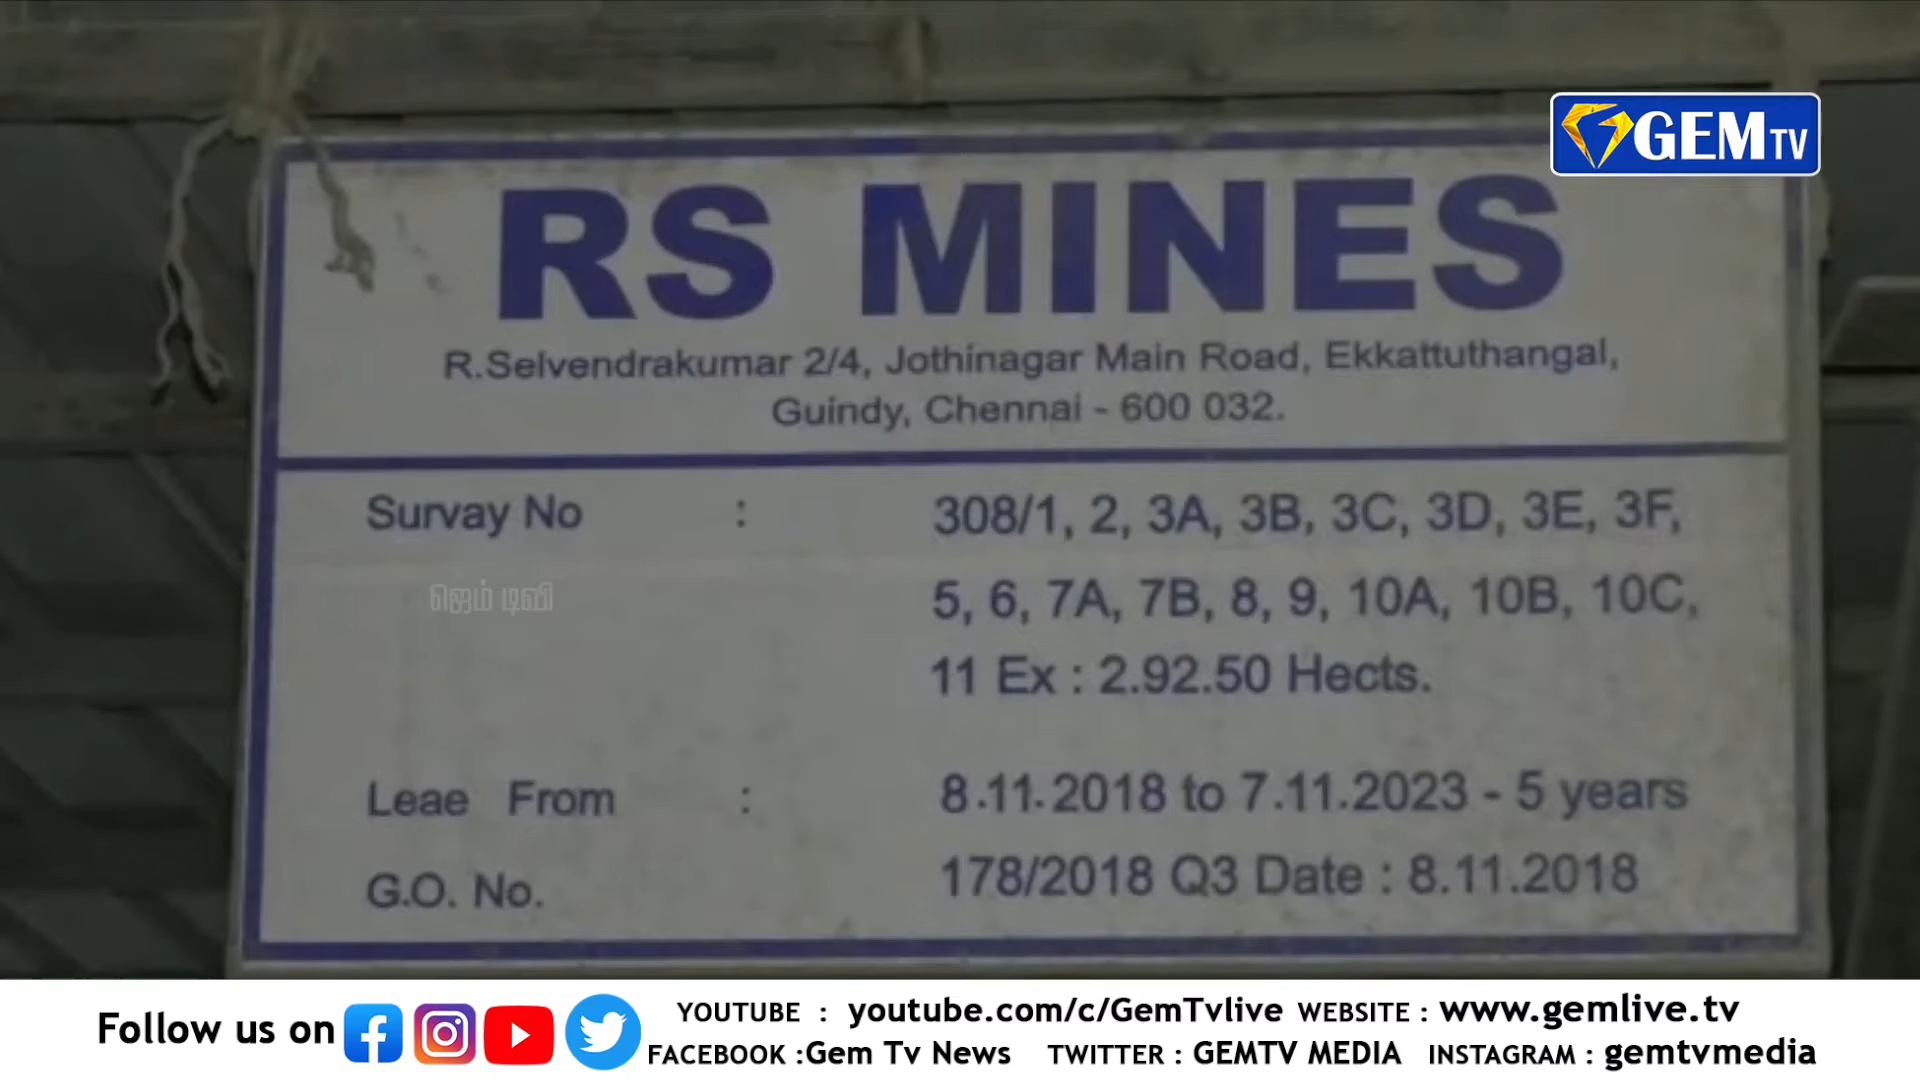 GEM TV
RS MINES
R.Selvendrakumar 2/4, Jothinagar Main Road, Ekkattuthangal,
Guindy, Chennai - 600 032.
Survay No : 308/1, 2, 3A, 3B, 3C, 3D, 3E, 3F,
ஜெம் டிவி
5, 6, 7A, 7B, 8, 9, 10A, 10B, 10C,
11 Ex : 2.92.50 Hects.
Leae From : 8.11.2018 to 7.11.2023 - 5 years
G.O. No. 178/2018 Q3 Date : 8.11.2018
Follow us on
YOUTUBE : youtube.com/c/GemTvlive WEBSITE : www.gemlive.tv
FACEBOOK :Gem Tv News TWITTER : GEMTV MEDIA INSTAGRAM : gemtvmedia